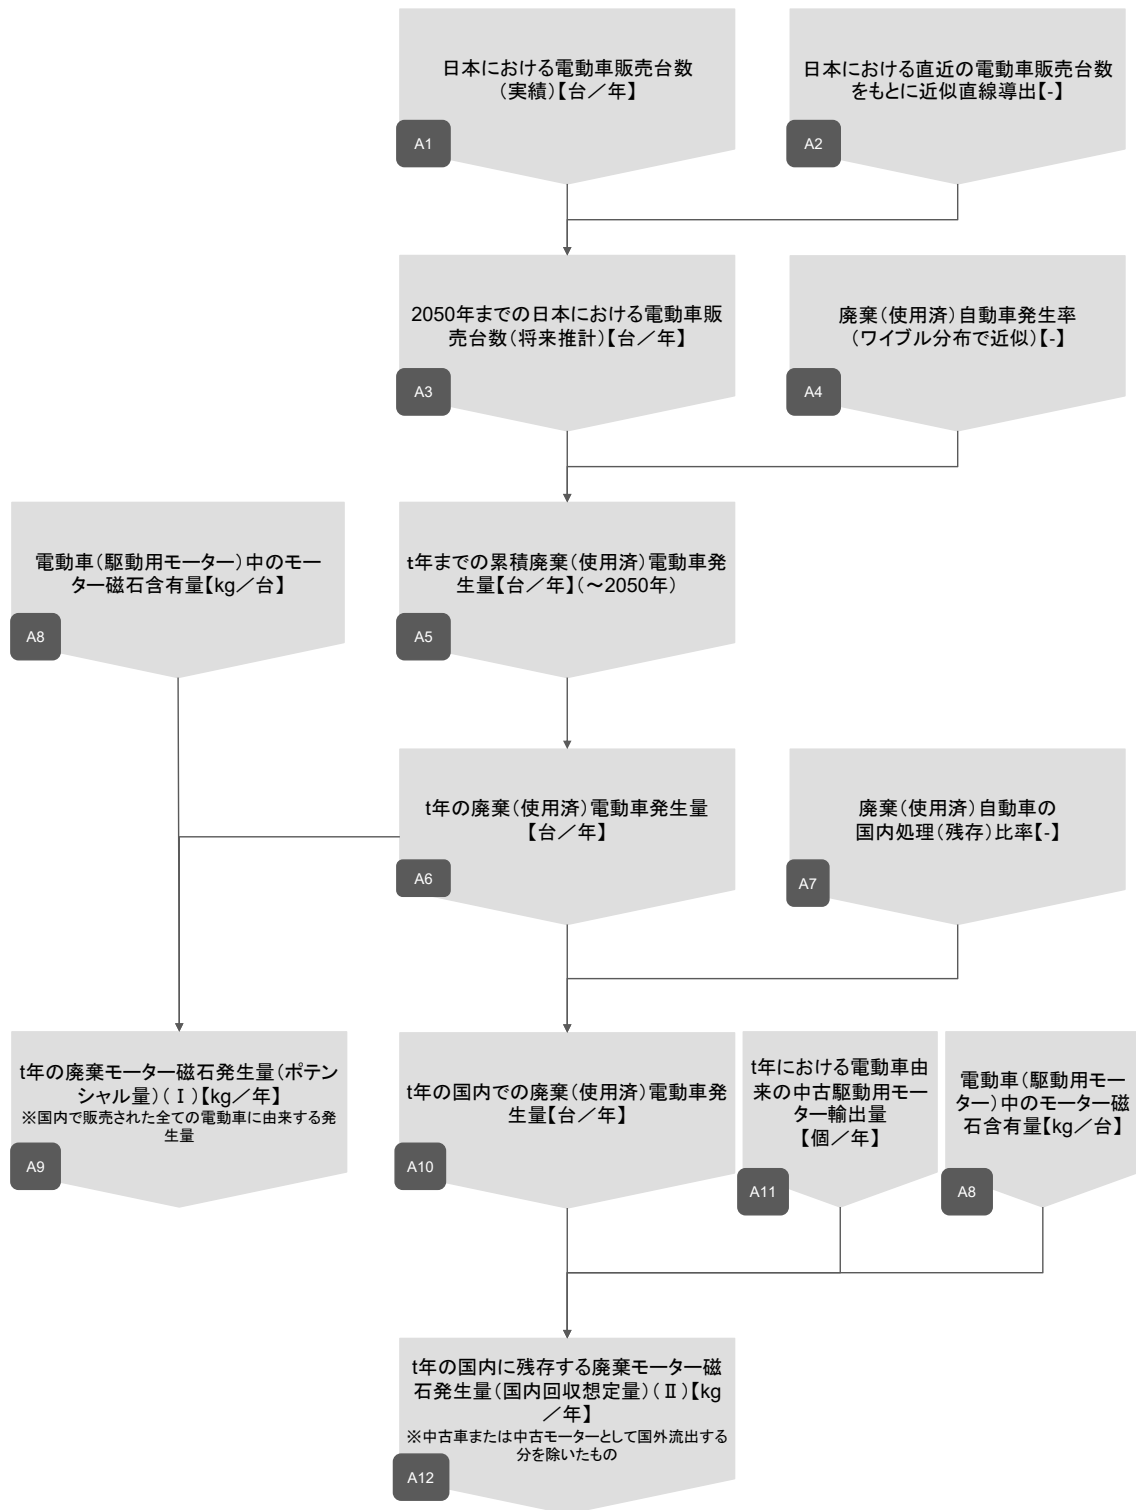 日本における電動車販売台数
（実績）【台／年】
A1
日本における直近の電動車販売台数
をもとに近似直線導出【-】
A2
2050年までの日本における電動車販
売台数（将来推計）【台／年】
A3
廃棄（使用済）自動車発生率
（ワイブル分布で近似）【-】
A4
電動車（駆動用モーター）中のモー
ター磁石含有量【kg／台】
A8
t年までの累積廃棄（使用済）電動車発
生量【台／年】（～2050年）
A5
t年の廃棄（使用済）電動車発生量
【台／年】
A6
廃棄（使用済）自動車の
国内処理（残存）比率【-】
A7
t年の廃棄モーター磁石発生量（ポテン
シャル量）（Ⅰ）【kg／年】
※国内で販売された全ての電動車に由来する発
生量
A9
t年の国内での廃棄（使用済）電動車発
生量【台／年】
A10
t年における電動車由
来の中古駆動用モー
ター輸出量
【個／年】
A11
電動車（駆動用モー
ター）中のモーター磁
石含有量【kg／台】
A8
t年の国内に残存する廃棄モーター磁
石発生量（国内回収想定量）（Ⅱ）【kg
／年】
※中古車または中古モーターとして国外流出する
分を除いたもの
A12